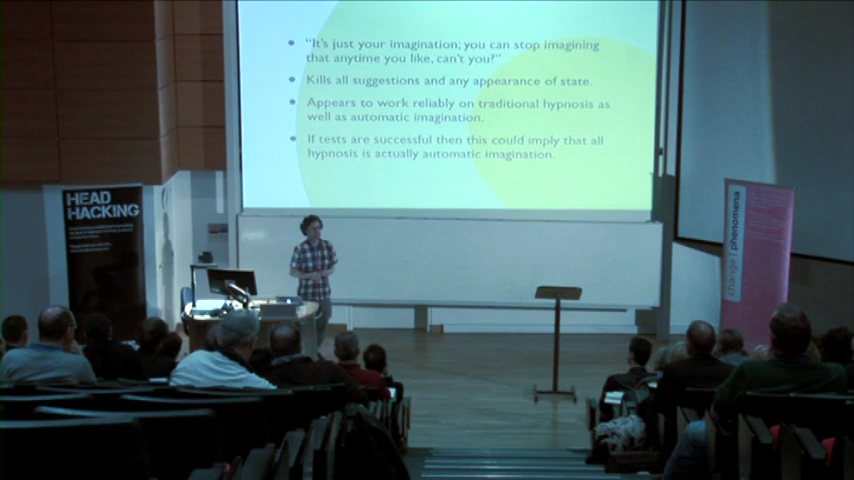 • "It's just your imagination; you can stop imagining
that anytime you like, can't you?"
• Kills all suggestions and any appearance of state.
• Appears to work reliably on traditional hypnosis as
well as automatic imagination.
• If tests are successful then this could imply that all
hypnosis is actually automatic imagination.
HEAD
HACKING
change | phenomena